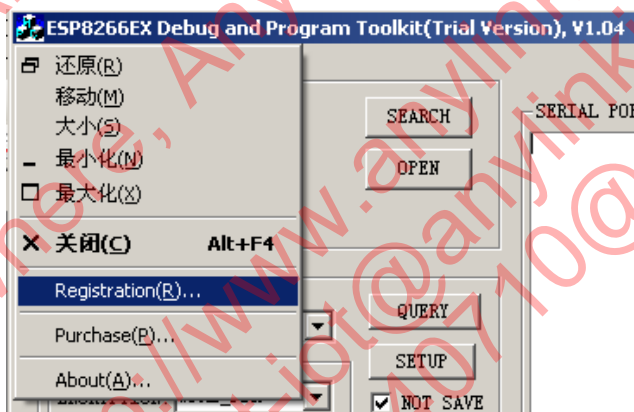 ESP8266EX Debug and Program Toolkit(Trial Version), V1.04
还原(R)
移动(M)
大小(S)
最小化(N)
最大化(X)
关闭(C) Alt+F4
Registration(R)...
Purchase(P)...
About(A)...
SEARCH
OPEN
SERIAL POR
QUERY
SETUP
NOT SAVE